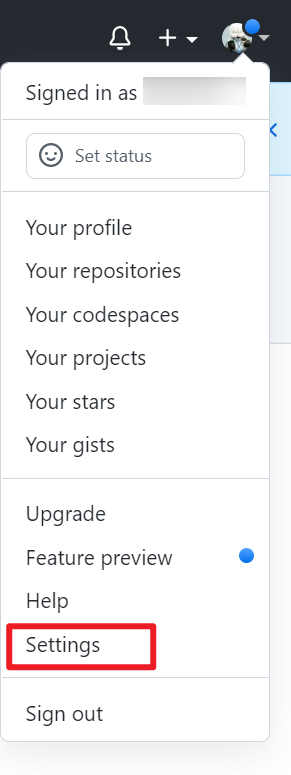 Signed in as
Set status
Your profile
Your repositories
Your codespaces
Your projects
Your stars
Your gists
Upgrade
Feature preview
Help
Settings
Sign out